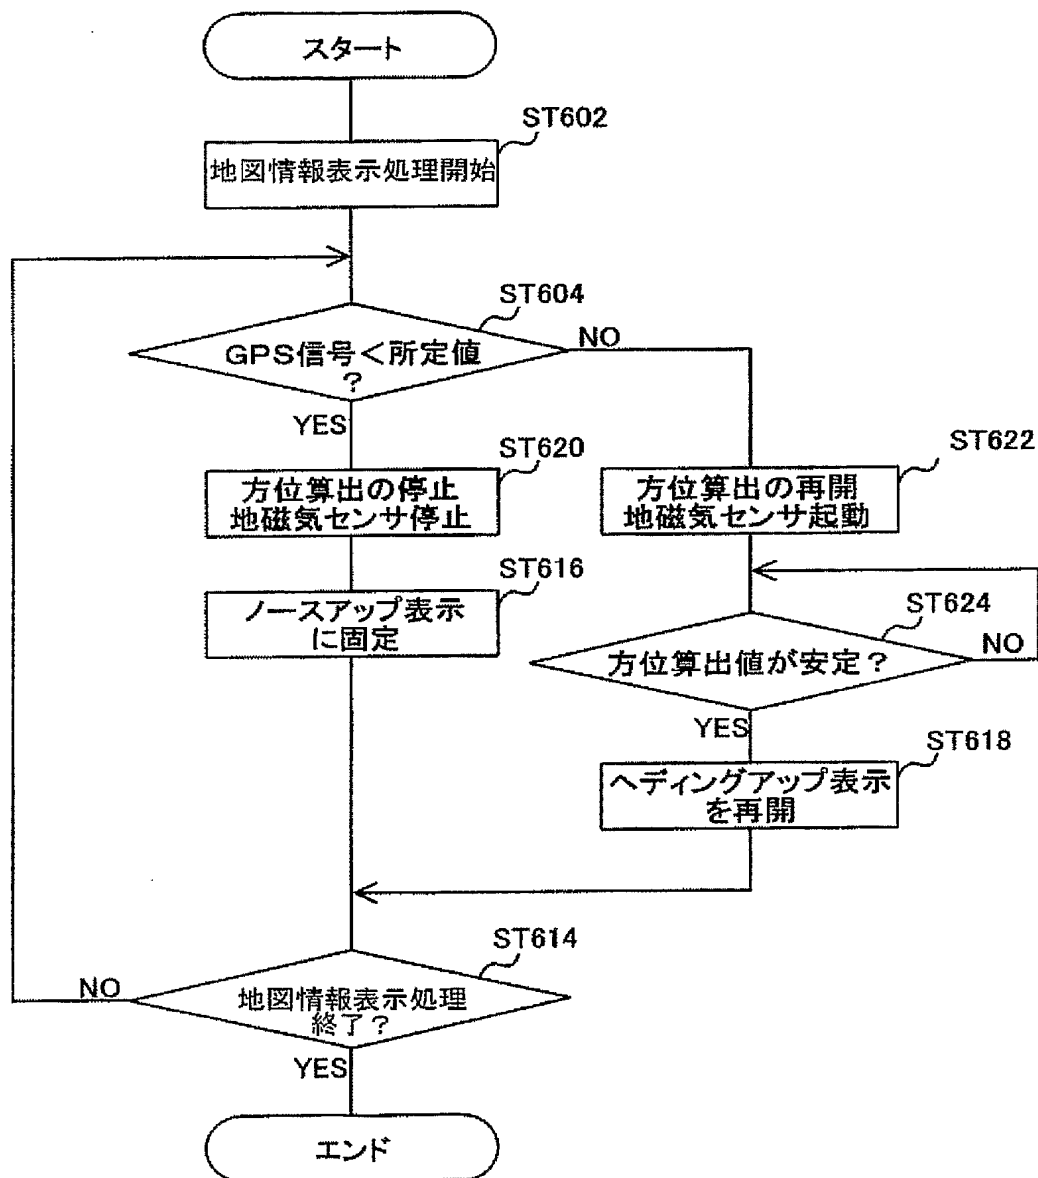 スタート
ST602
地図情報表示処理開始
ST604
GPS信号<所定値
?
NO
YES
ST620
方位算出の停止
地磁気センサ停止
ST622
方位算出の再開
地磁気センサ起動
ST616
ノースアップ表示
に固定
ST624
方位算出値が安定?
NO
YES
ST618
ヘディングアップ表示
を再開
ST614
地図情報表示処理
終了?
NO
YES
エンド